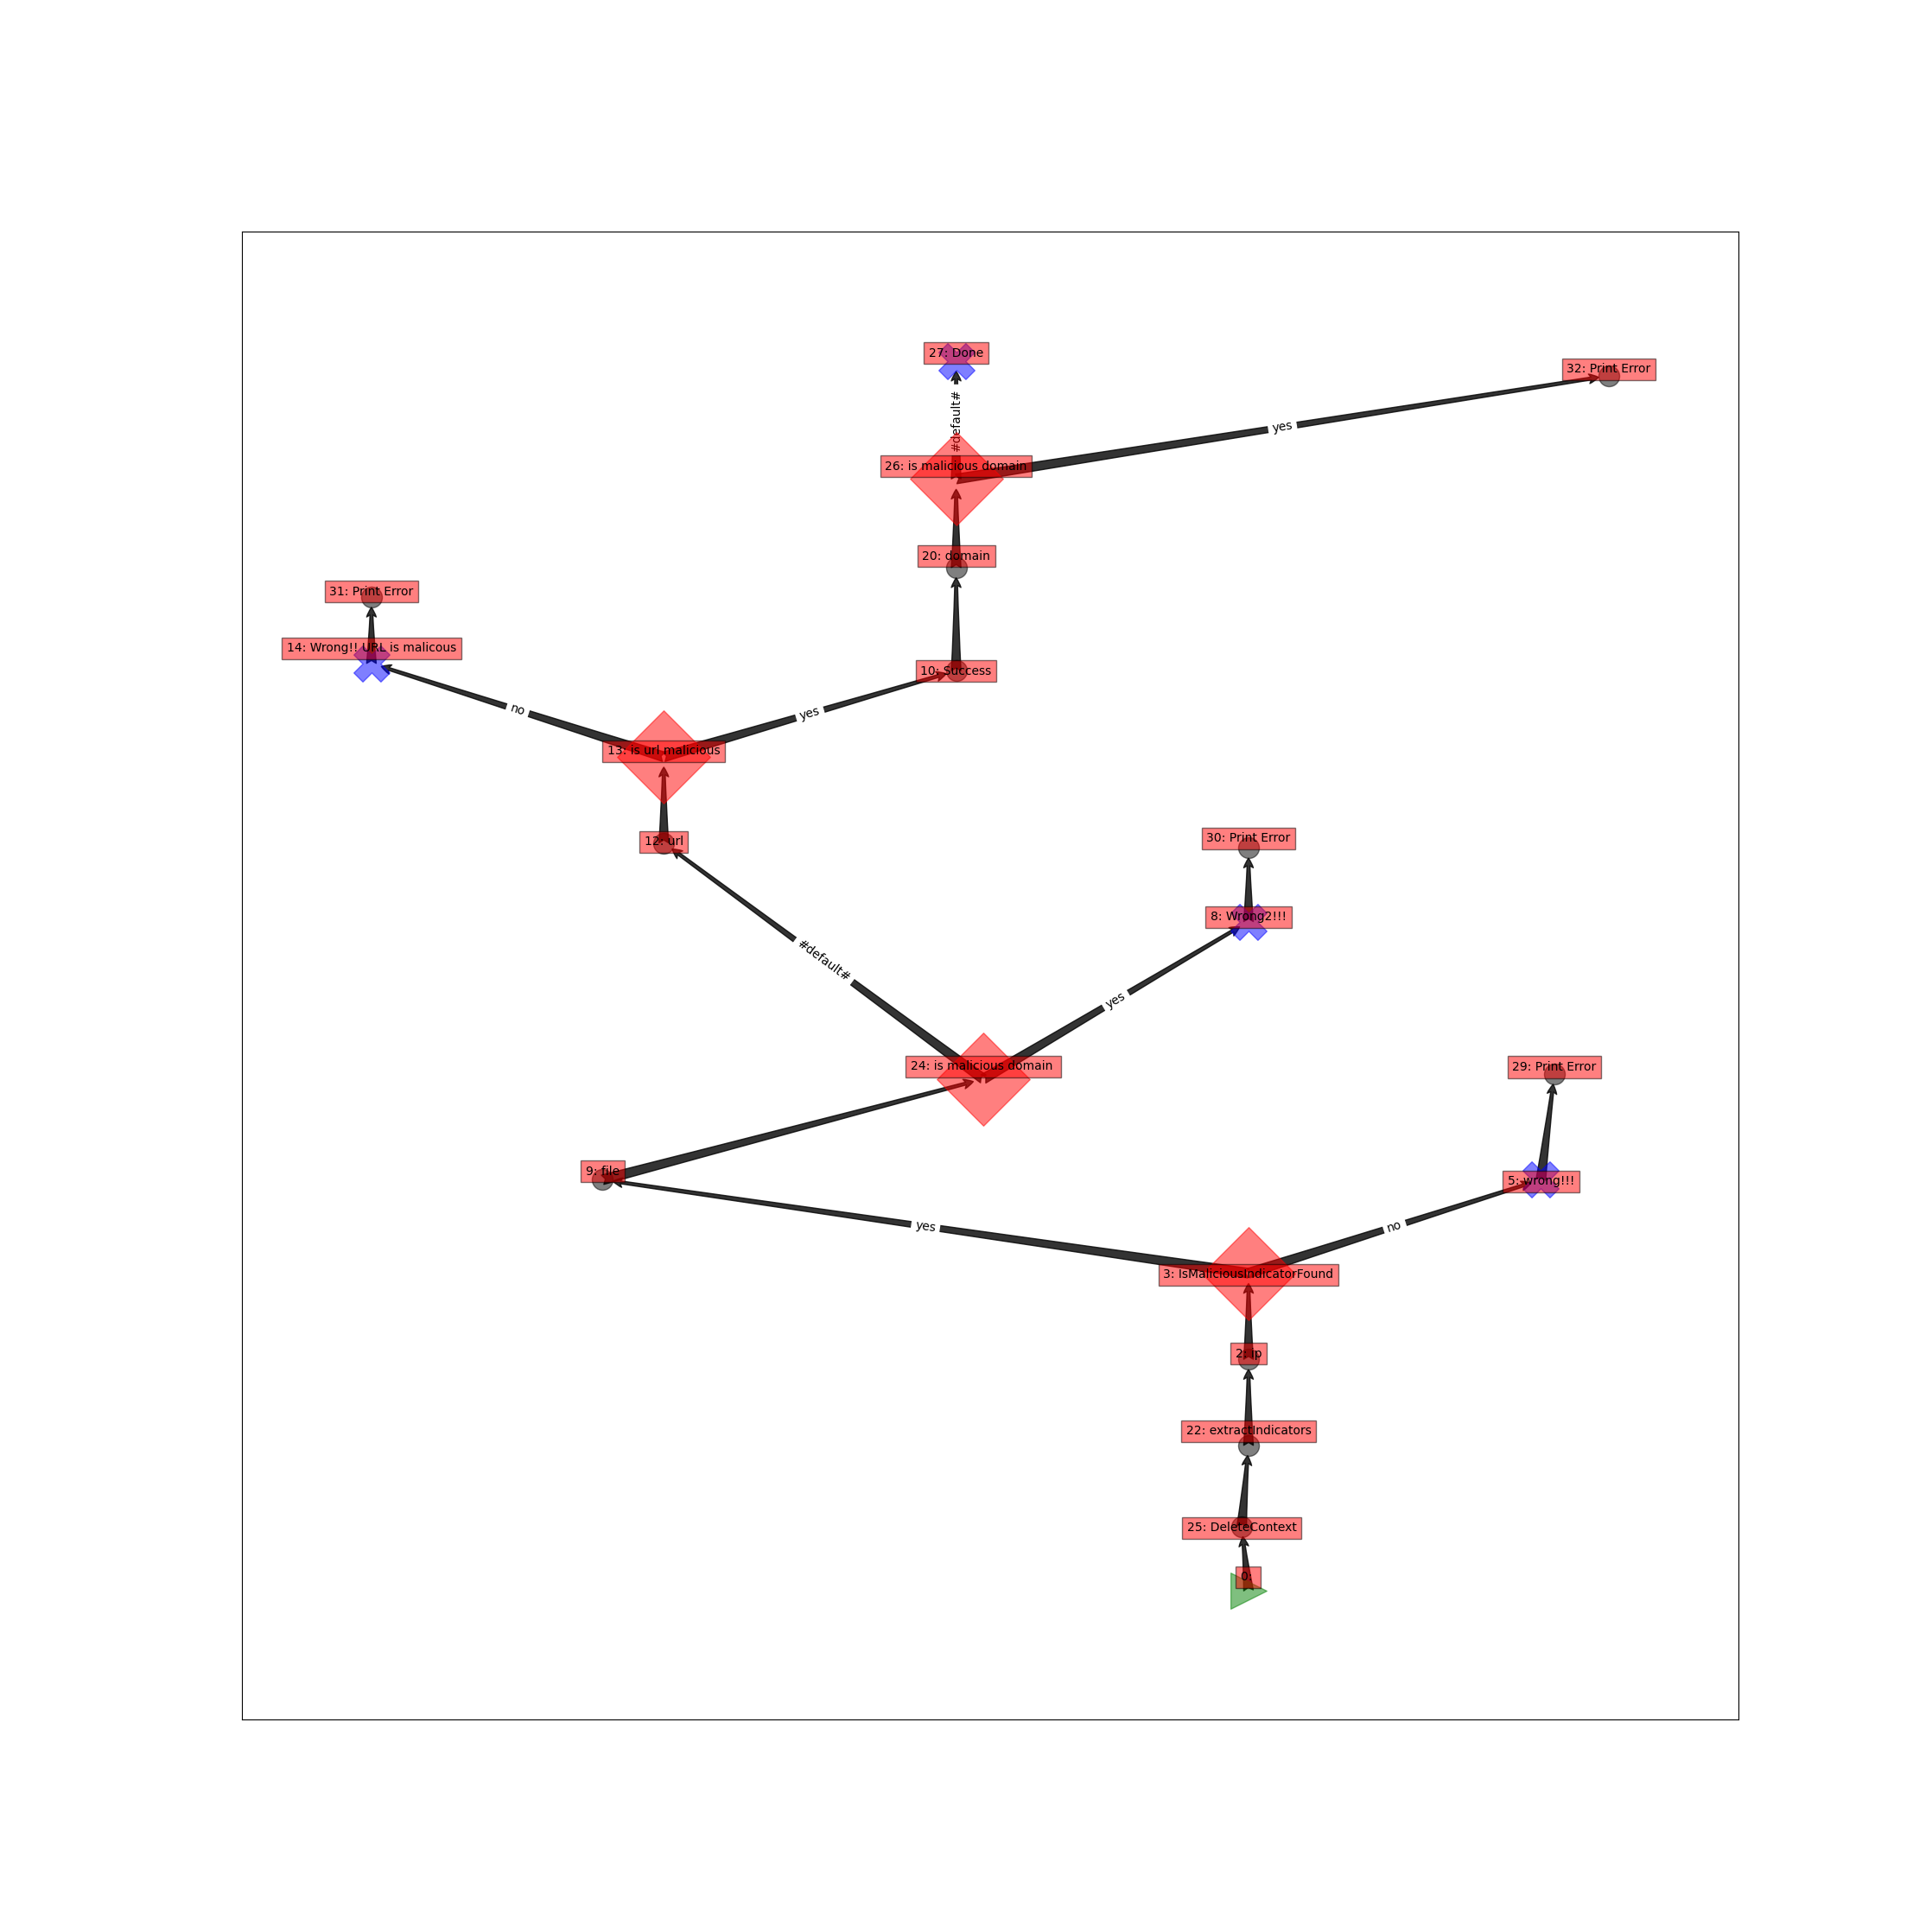 27: Done
32: Print Error
#default#
yes
26: is malicious domain
20: domain
31: Print Error
14: Wrong!! URL is malicous
10: Success
no
yes
13: is url malicious
12: url
30: Print Error
8: Wrong2!!!
#default#
yes
24: is malicious domain
29: Print Error
9: file
5: wrong!!!
yes
no
3: IsMaliciousIndicatorFound
2: ip
22: extractIndicators
25: DeleteContext
0: